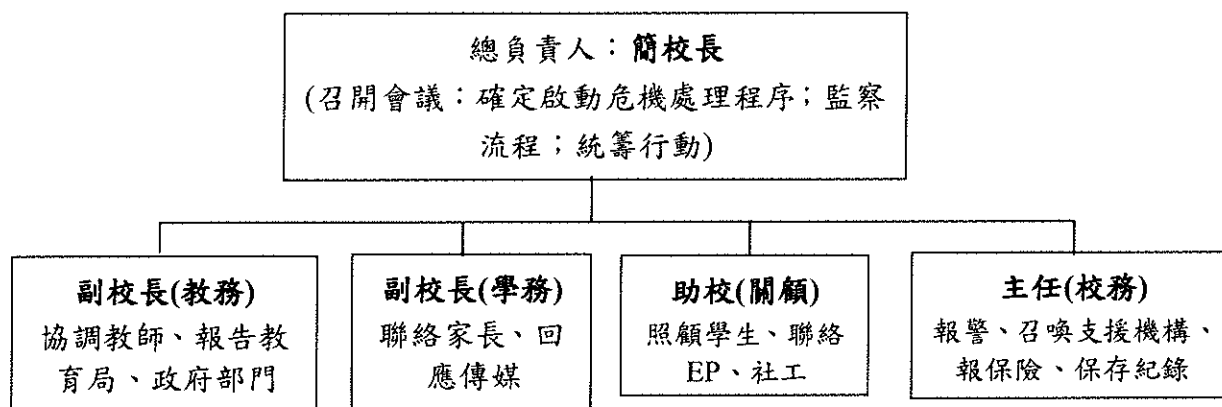 總負責人：簡校長
(召開會議：確定啟動危機處理程序；監察
流程；統籌行動)
副校長(教務)
協調教師、報告教
育局、政府部門
副校長(學務)
聯絡家長、回
應傳媒
助校(關顧)
照顧學生、聯絡
EP、社工
主任(校務)
報警、召喚支援機構、
報保險、保存紀錄